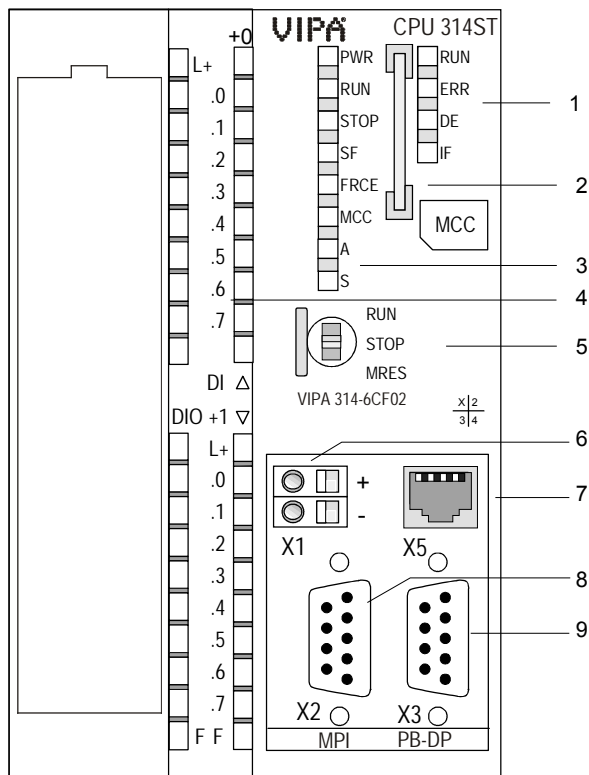 VIPA CPU 314ST
+0
L+
.0
.1
.2
.3
.4
.5
.6
.7
DI △
DIO +1 ▽
L+
.0
.1
.2
.3
.4
.5
.6
.7
F F
PWR
RUN
STOP
SF
FRCE
MCC
A
S
RUN
ERR
DE
IF
MCC
RUN
STOP
MRES
VIPA 314-6CF02
X 2
3 4
+
-
X1
X5
X2
X3
MPI
PB-DP
1
2
3
4
5
6
7
8
9